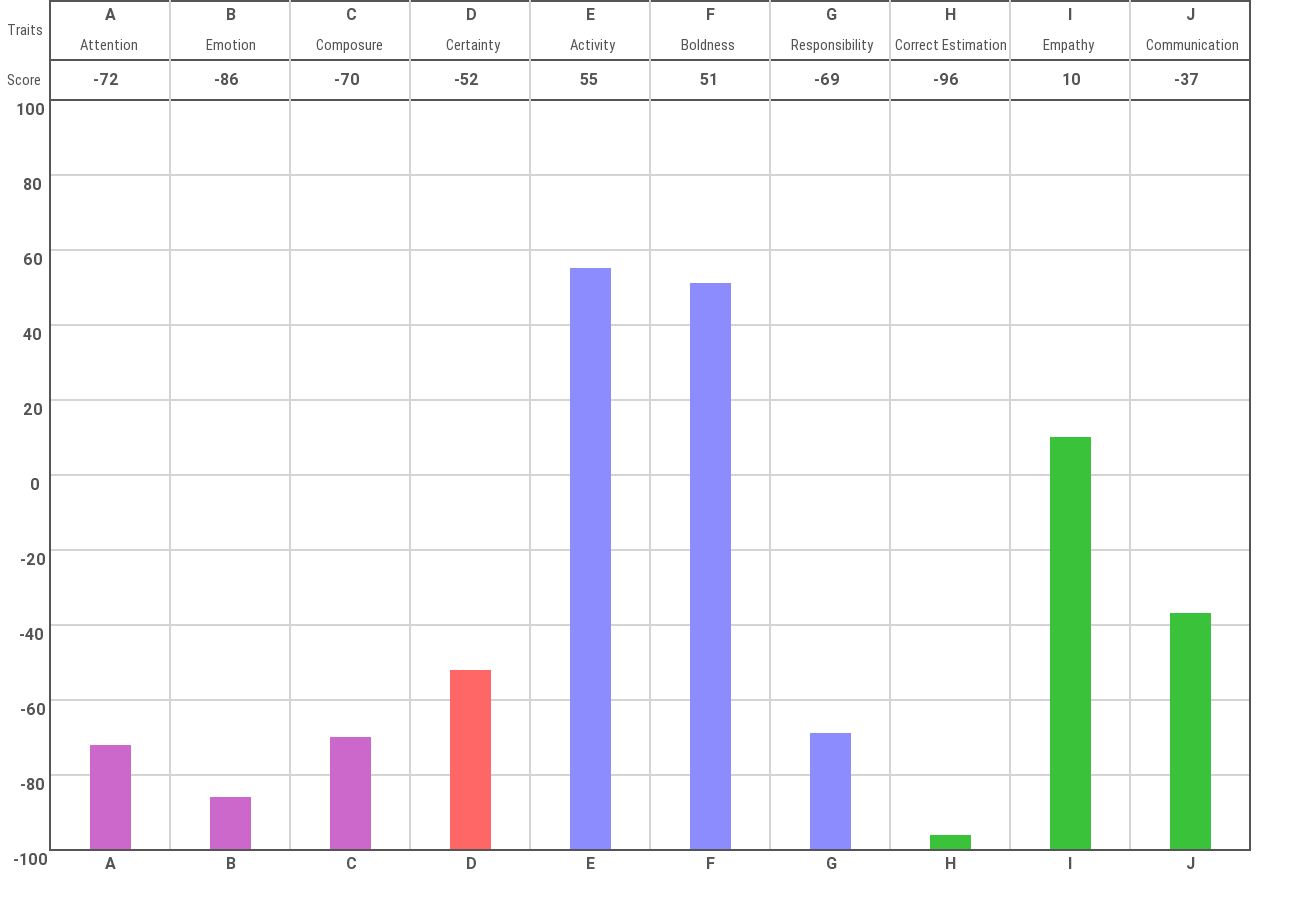 A B C D E F G H I J
Traits
Attention Emotion Composure Certainty Activity Boldness Responsibility Correct Estimation Empathy Communication
Score -72 -86 -70 -52 55 51 -69 -96 10 -37
100
80
60
40
20
0
-20
-40
-60
-80
-100
A B C D E F G H I J